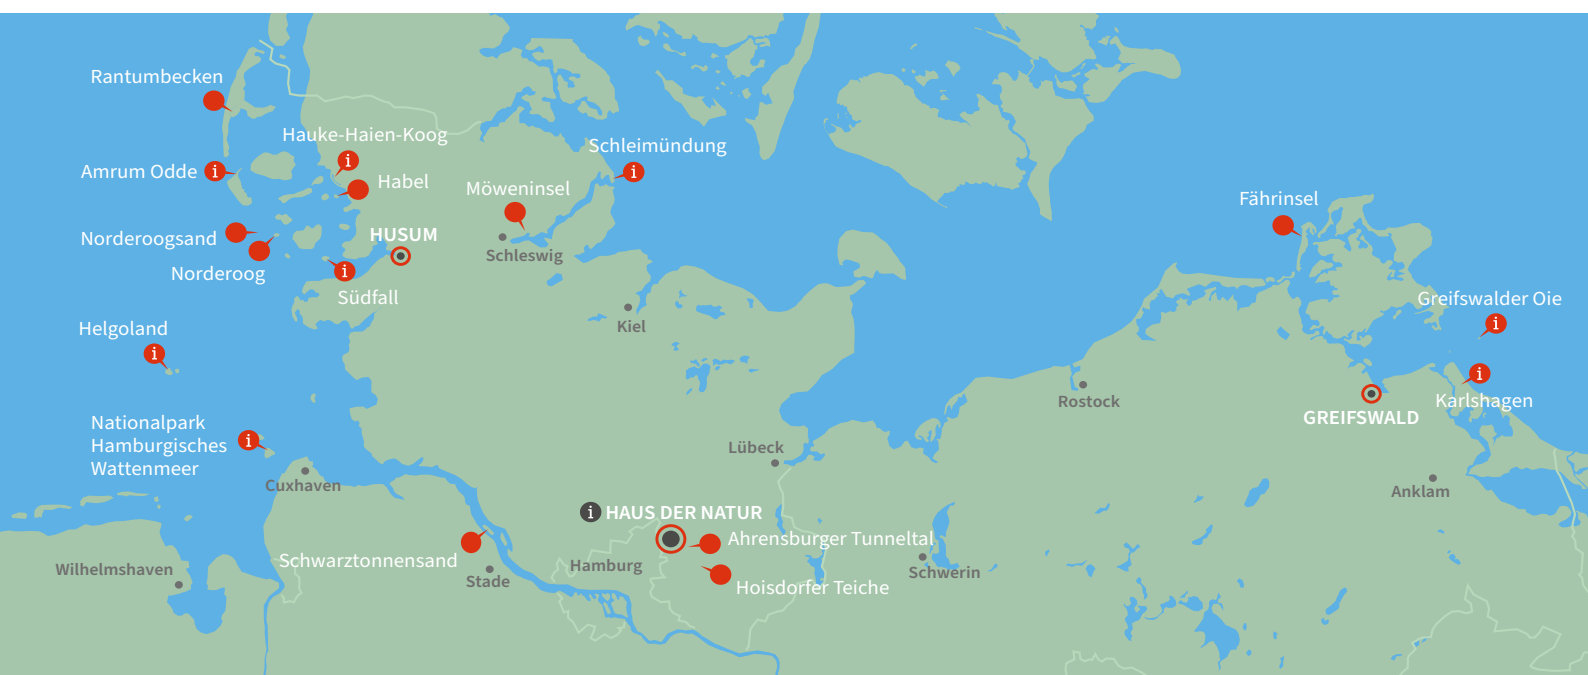 Rantumbecken
Hauke-Haien-Koog
i
Schleimündung
i
Amrum Odde
i
Habel
Möweninsel
Fährinsel
Norderoogsand
HUSUM
Schleswig
Norderoog
i
Südfall
Greifswalder Oie
i
Kiel
Helgoland
i
i
Karlshagen
Rostock
GREIFSWALD
Nationalpark
Hamburgisches
Wattenmeer
i
Lübeck
Cuxhaven
Anklam
i
HAUS DER NATUR
Ahrensburger Tunneltal
Schwarztonnensand
Hamburg
Schwerin
Wilhelmshaven
Stade
Hoisdorfer Teiche